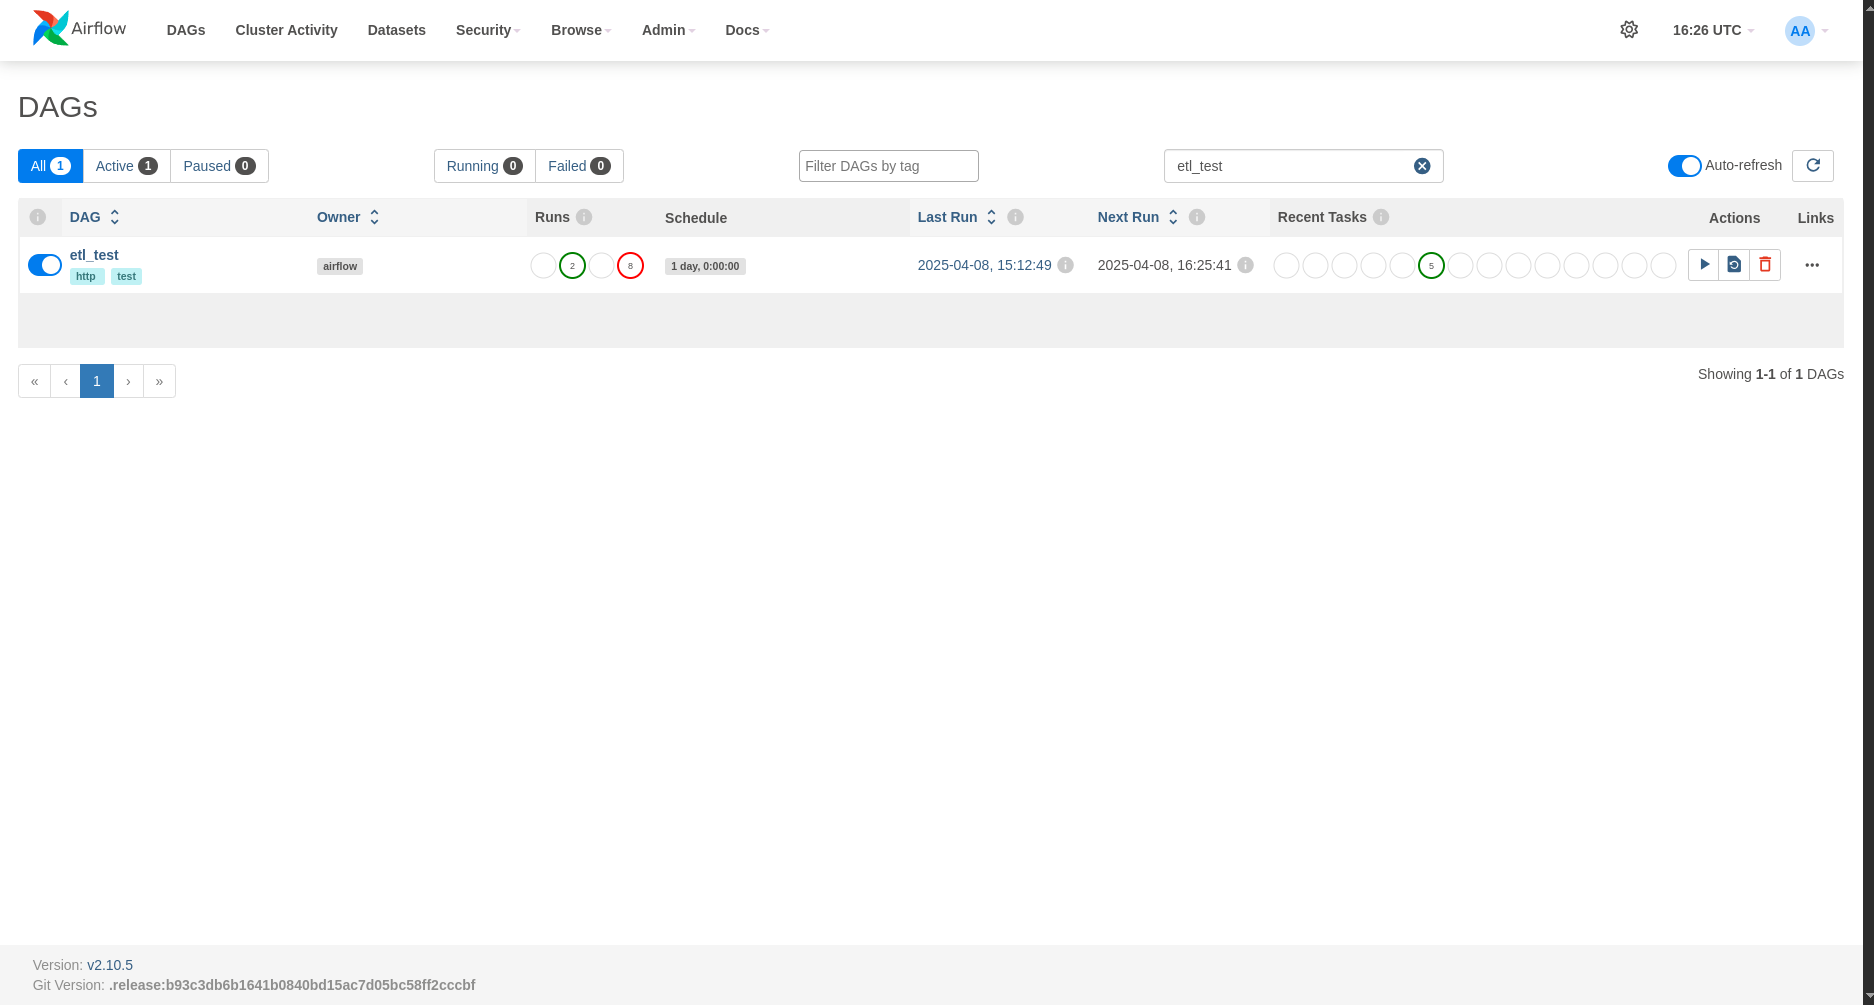 Airflow DAGs Cluster Activity Datasets Security Browse Admin Docs 16:26 UTC AA
DAGs
All 1 Active 1 Paused 0 Running 0 Failed 0 Filter DAGs by tag etl_test Auto-refresh
DAG Owner Runs Schedule Last Run Next Run Recent Tasks Actions Links
etl_test
http test
airflow 2 8 1 day, 0:00:00 2025-04-08, 15:12:49 2025-04-08, 16:25:41 5
« ‹ 1 › »
Showing 1-1 of 1 DAGs
Version: v2.10.5
Git Version: .release:b93c3db6b1641b0840bd15ac7d05bc58ff2cccbf